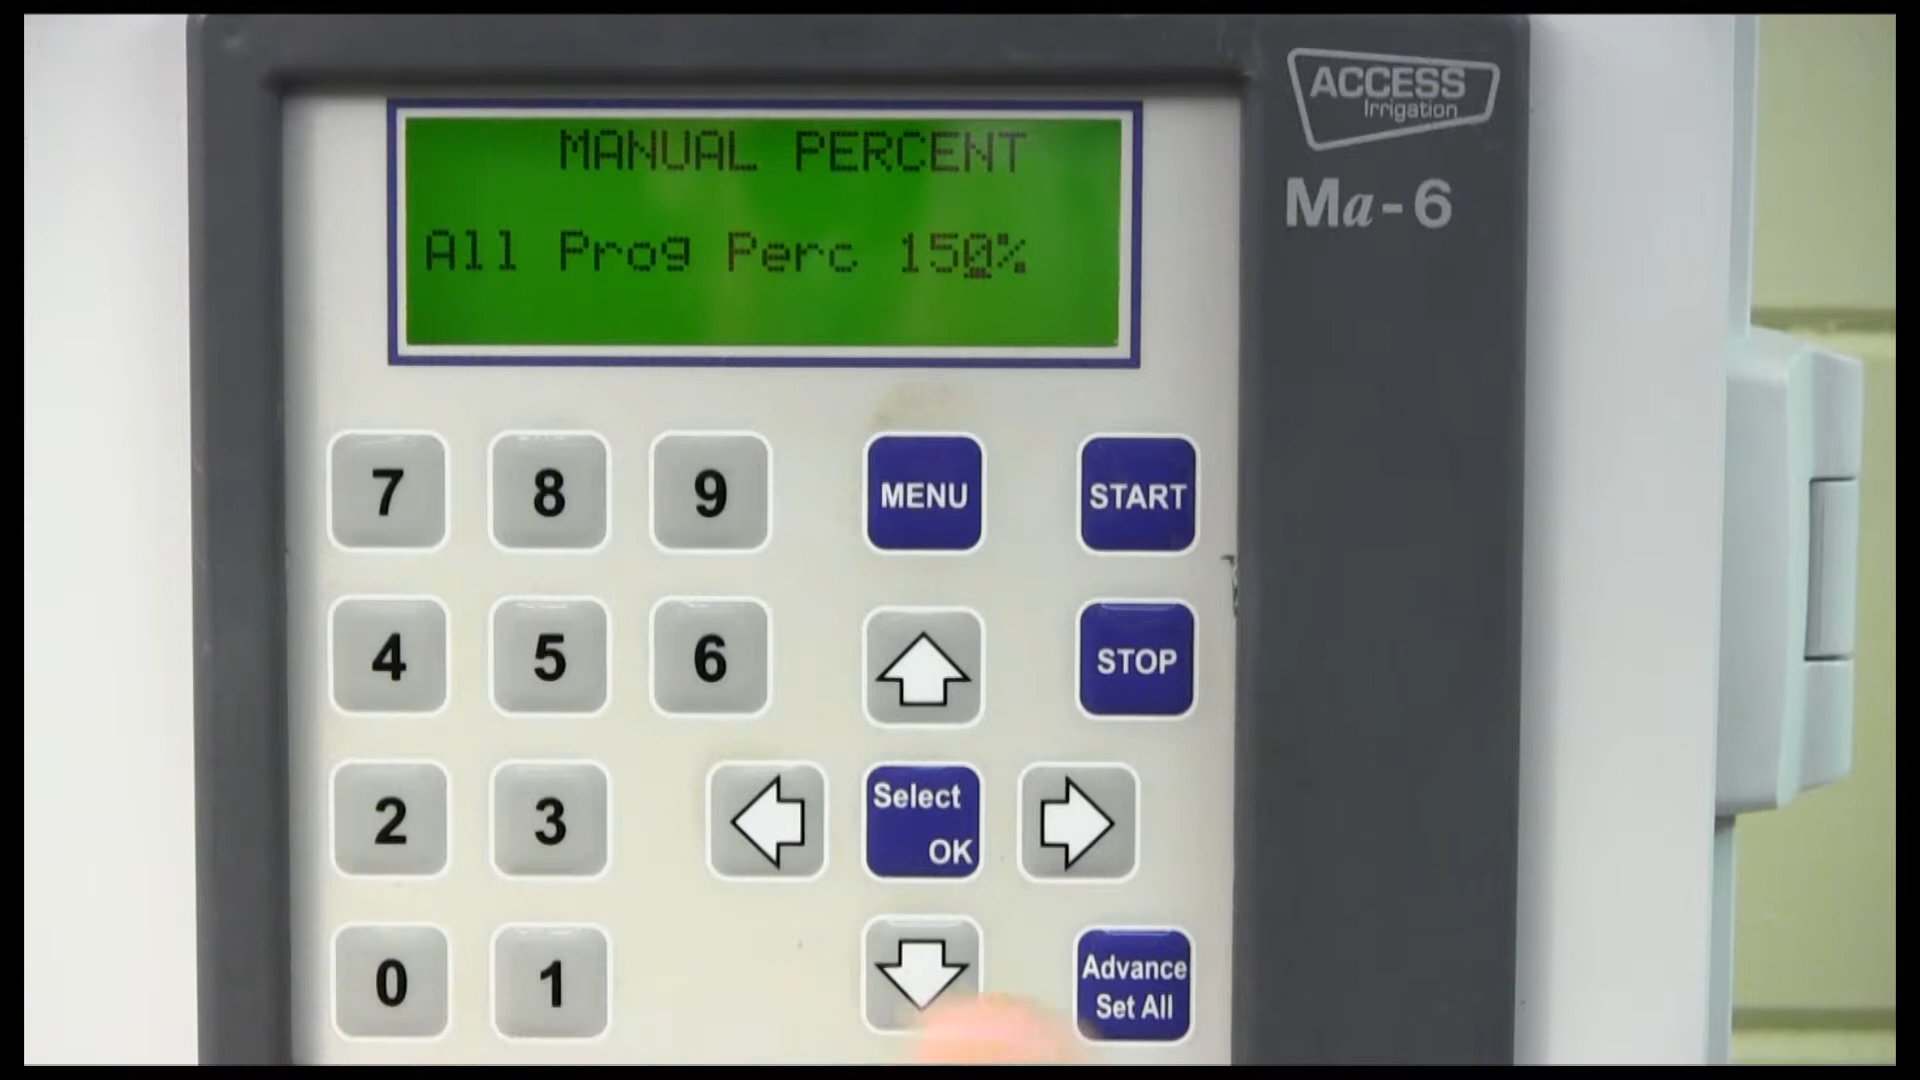 ACCESS
Irrigation
MANUAL PERCENT
Ma-6
All Prog Perc 150%
7 8 9 MENU START
4 5 6 STOP
2 3 Select OK
0 1 Advance Set All